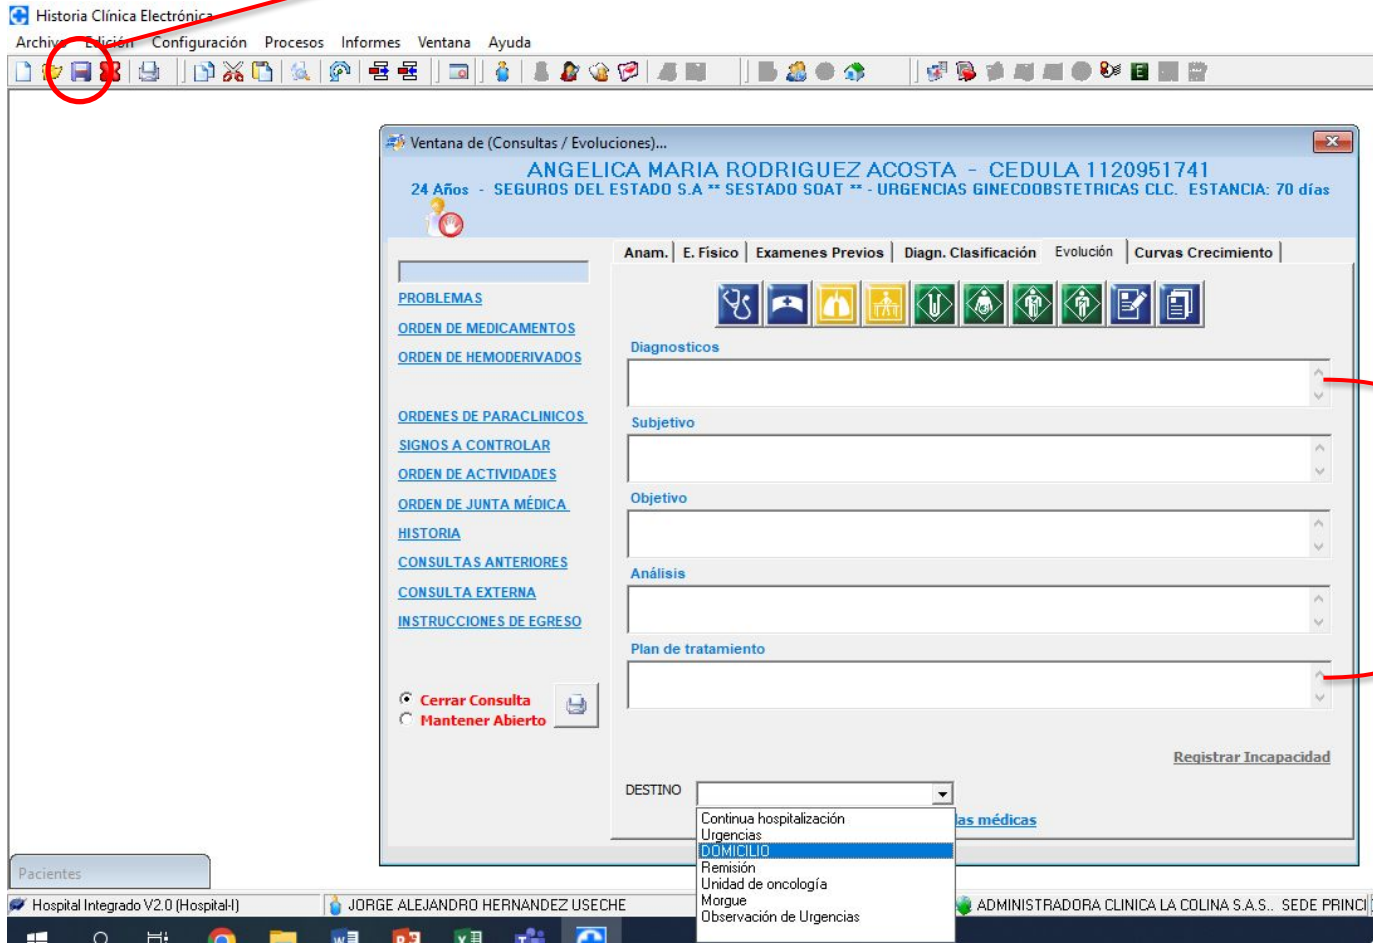 Historia Clínica Electrónica
Archivo Edición Configuración Procesos Informes Ventana Ayuda
Ventana de (Consultas / Evoluciones)...
ANGELICA MARIA RODRIGUEZ ACOSTA - CEDULA 1120951741
24 Años - SEGUROS DEL ESTADO S.A ** SESTADO SOAT ** - URGENCIAS GINECOOBSTETRICAS CLC. ESTANCIA: 70 días
Anam. E. Físico Examenes Previos Diagn. Clasificación Evolución Curvas Crecimiento
PROBLEMAS
ORDEN DE MEDICAMENTOS
ORDEN DE HEMODERIVADOS
ORDENES DE PARACLINICOS
SIGNOS A CONTROLAR
ORDEN DE ACTIVIDADES
ORDEN DE JUNTA MÉDICA
HISTORIA
CONSULTAS ANTERIORES
CONSULTA EXTERNA
INSTRUCCIONES DE EGRESO
Cerrar Consulta
Mantener Abierto
Diagnosticos
Subjetivo
Objetivo
Análisis
Plan de tratamiento
Registrar Incapacidad
DESTINO
Continua hospitalización
Urgencias
DOMICILIO
Remisión
Unidad de oncología
Morgue
Observación de Urgencias
las médicas
Pacientes
Hospital Integrado V2.0 (Hospital-I) JORGE ALEJANDRO HERNANDEZ USECHE ADMINISTRADORA CLINICA LA COLINA S.A.S.. SEDE PRINCI